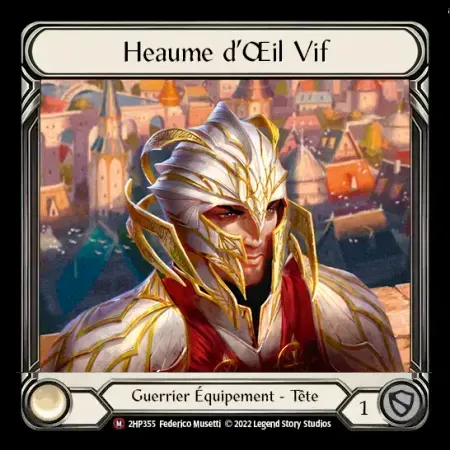 Heaume d'Œil Vif
Guerrier Équipement - Tête
1
M 2HP355 Federico Musetti © 2022 Legend Story Studios